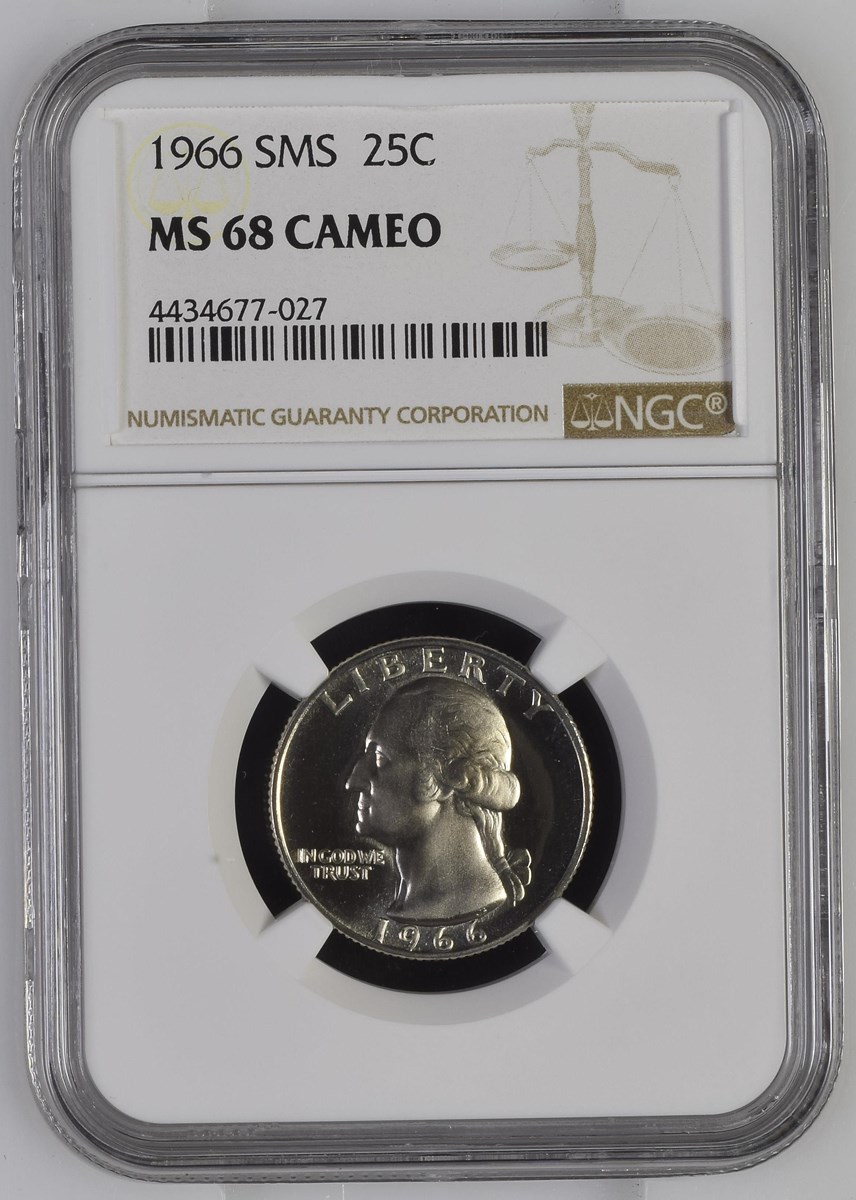 1966 SMS 25C
MS 68 CAMEO
4434677-027
NUMISMATIC GUARANTY CORPORATION NGC®
LIBERTY
IN GOD WE
TRUST
1966